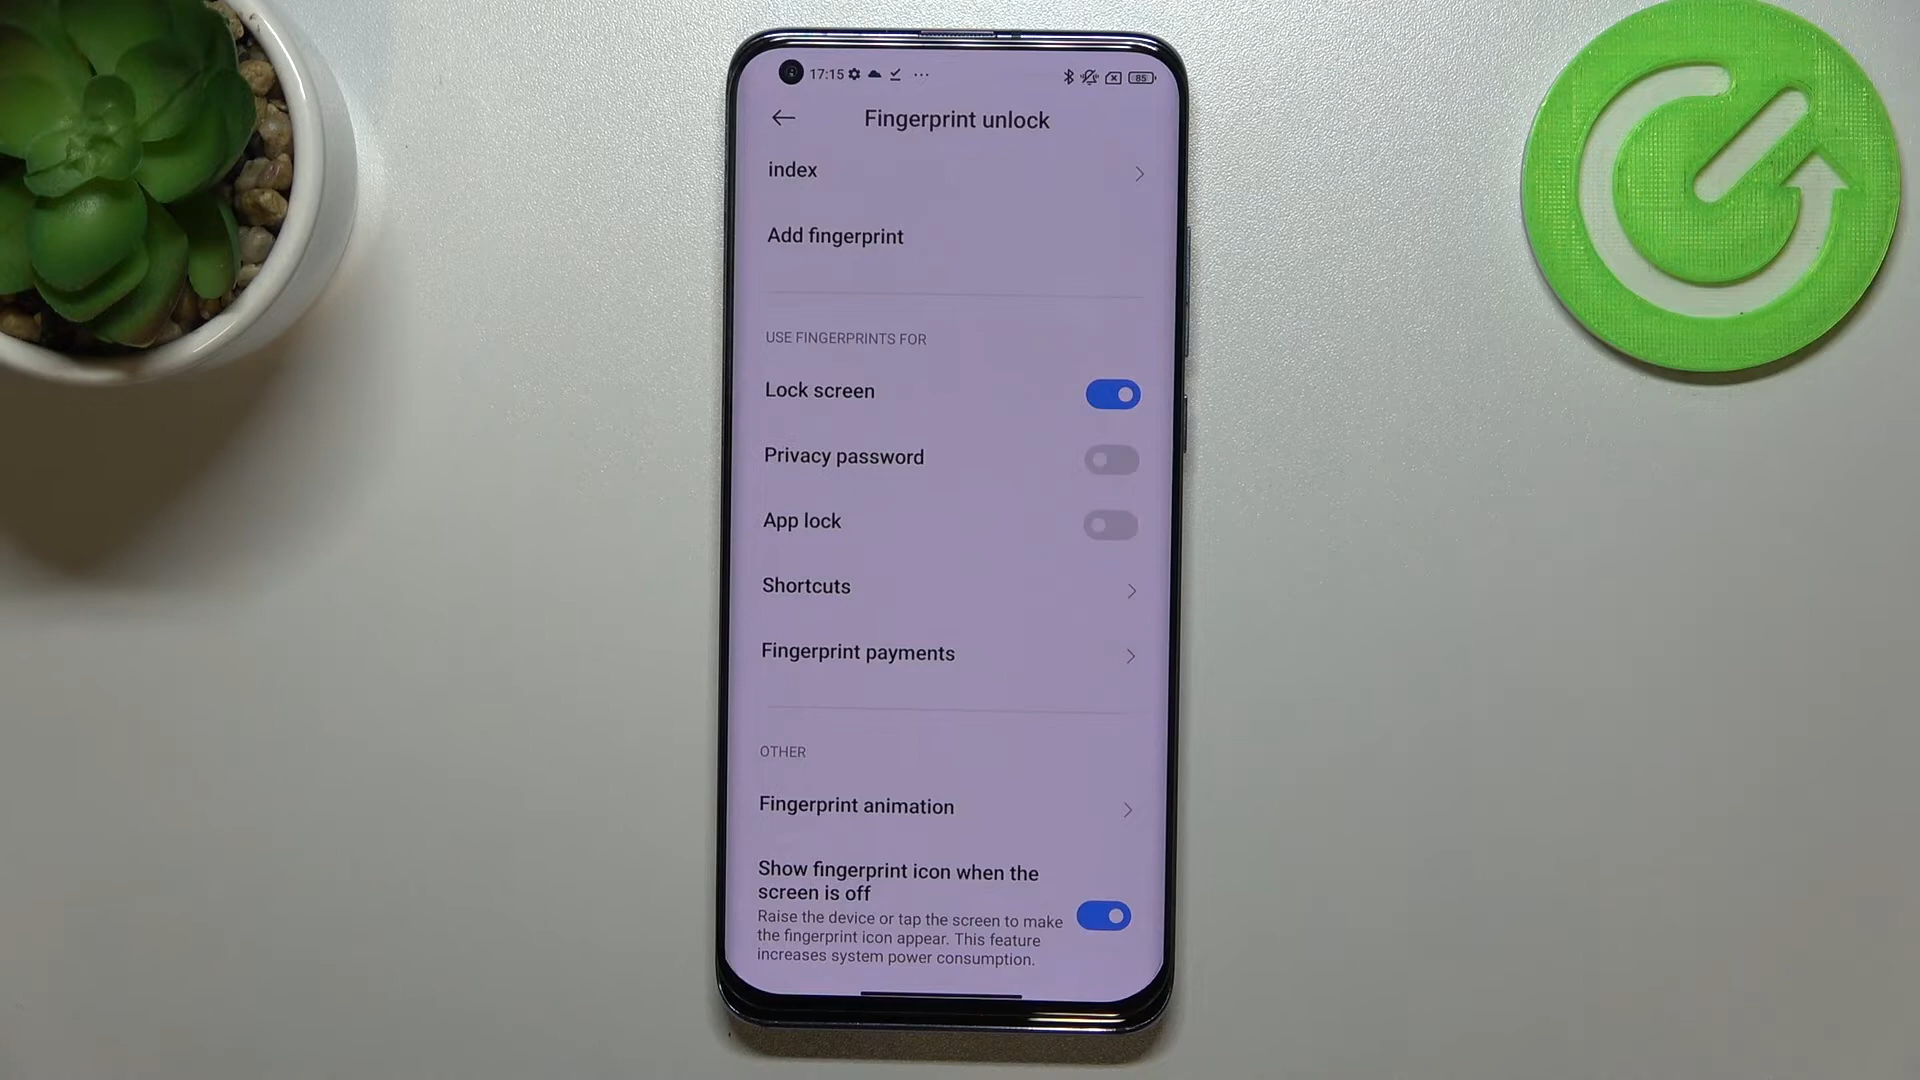 17:15
85
Fingerprint unlock
index
Add fingerprint
USE FINGERPRINTS FOR
Lock screen
Privacy password
App lock
Shortcuts
Fingerprint payments
OTHER
Fingerprint animation
Show fingerprint icon when the
screen is off
Raise the device or tap the screen to make
the fingerprint icon appear. This feature
increases system power consumption.